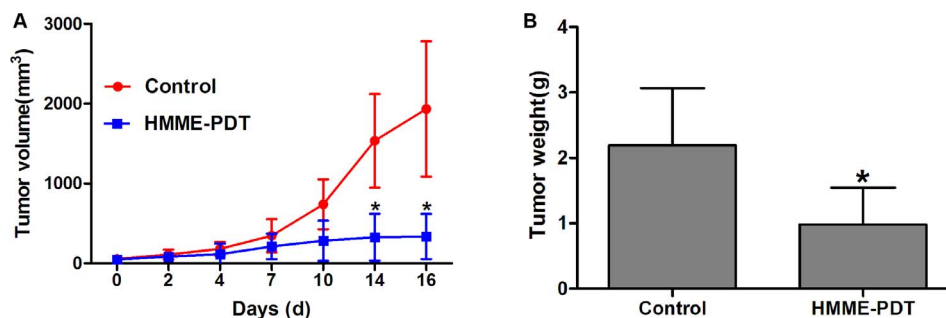 A
Tumor volume(mm³)
3000
2000
1000
0
Control
HMME-PDT
* *
0 2 4 7 10 14 16
Days (d)
B
Tumor weight(g)
4
3
2
1
0
*
Control HMME-PDT